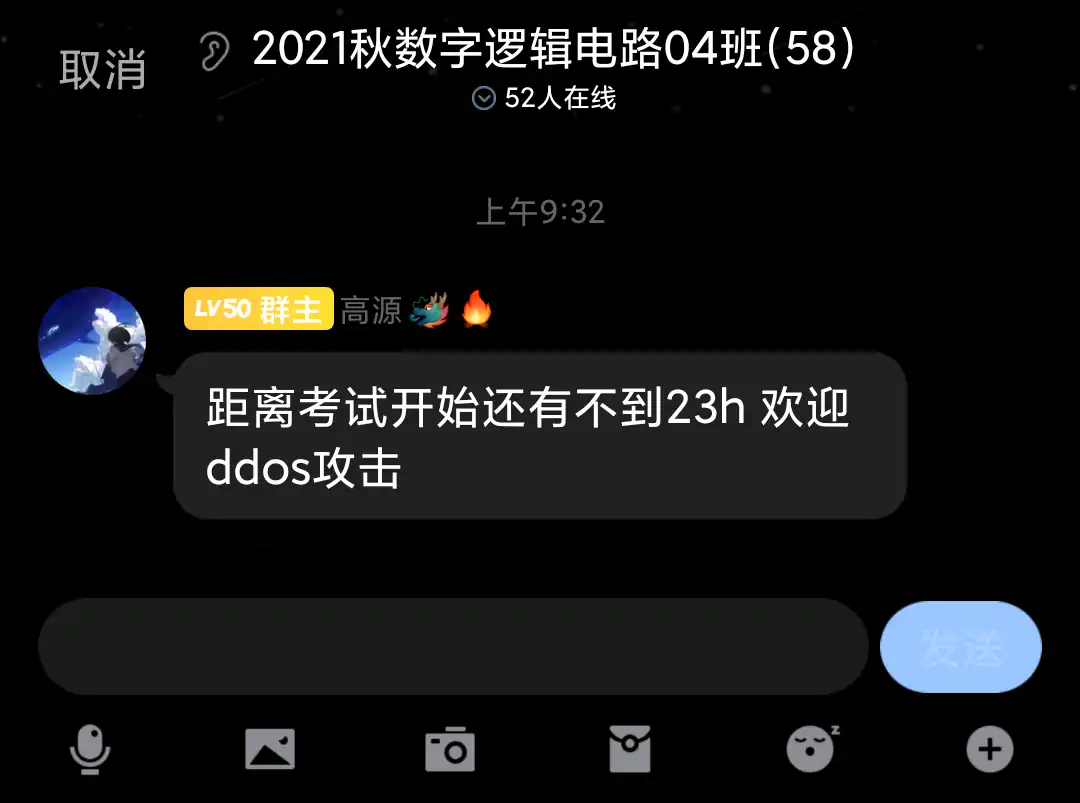 取消
2021秋数字逻辑电路04班(58)
52人在线
上午9:32
LV50 群主 高源
距离考试开始还有不到23h 欢迎
ddos攻击
发送